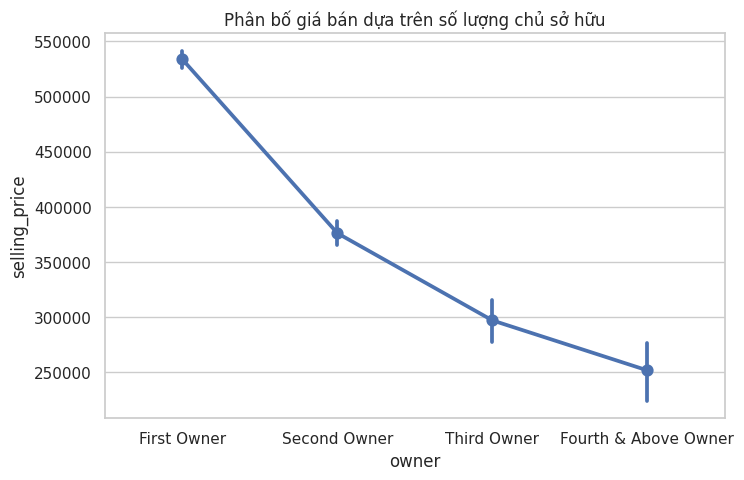 Phân bố giá bán dựa trên số lượng chủ sở hữu
550000
500000
450000
400000
350000
300000
250000
selling_price
First Owner
Second Owner
Third Owner
Fourth & Above Owner
owner